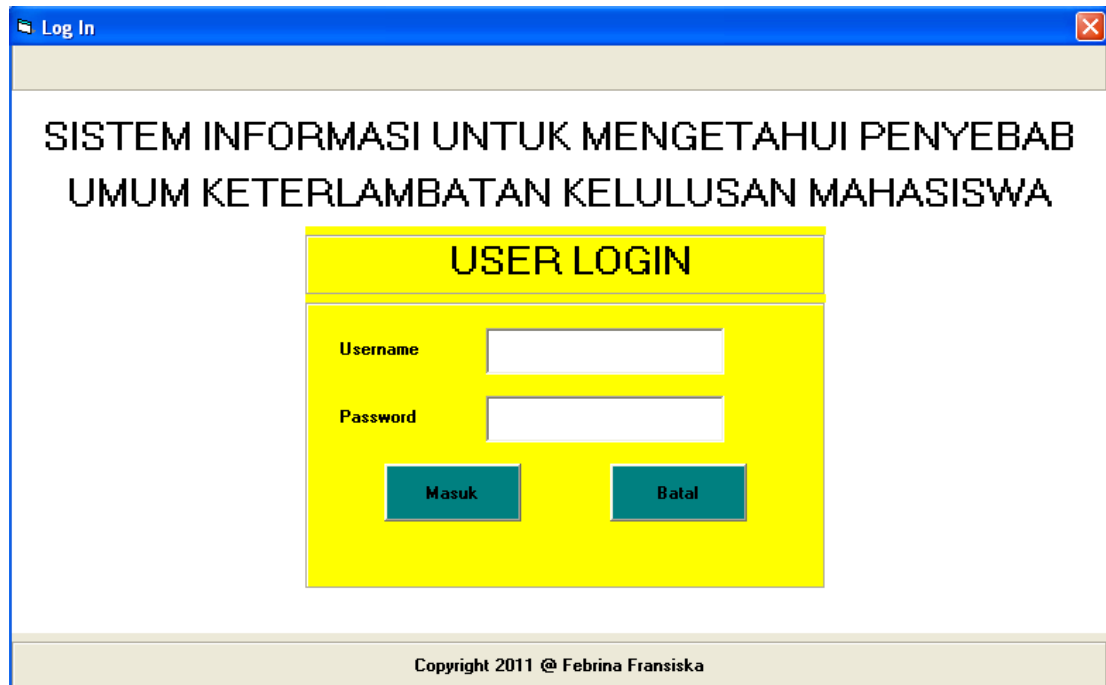 Log In
SISTEM INFORMASI UNTUK MENGETAHUI PENYEBAB
UMUM KETERLAMBATAN KELULUSAN MAHASISWA
USER LOGIN
Username
Password
Masuk Batal
Copyright 2011 @ Febrina Fransiska